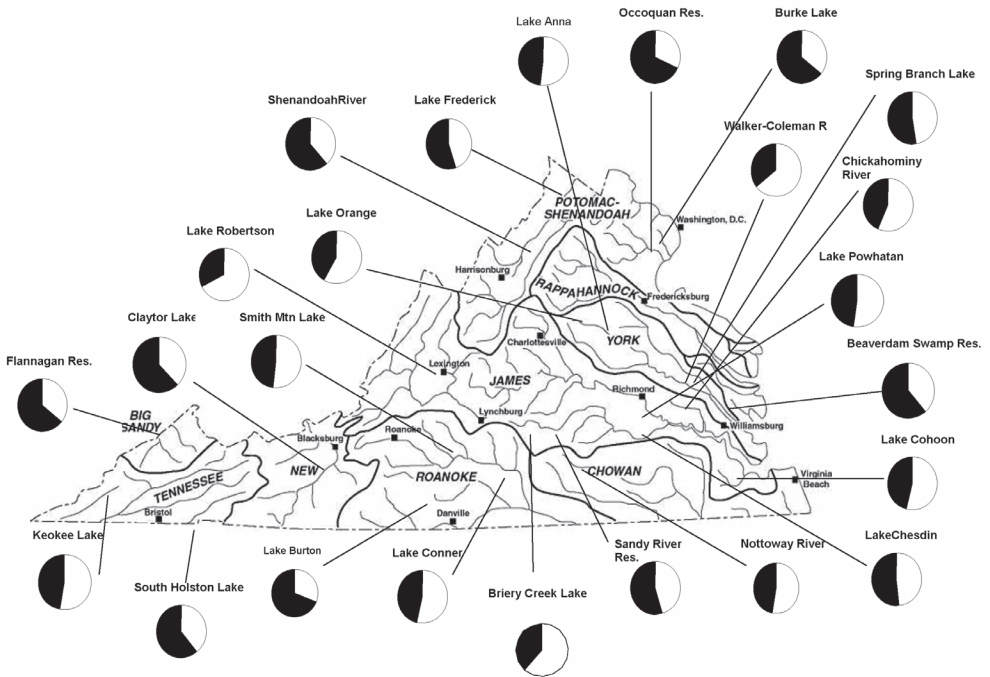 Lake Anna
Occoquan Res.
Burke Lake
Spring Branch Lake
ShenandoahRiver
Lake Frederick
Walker-Coleman R
Chickahominy
River
Lake Orange
Lake Robertson
Lake Powhatan
Claytor Lake
Smith Mtn Lake
Beaverdam Swamp Res.
Flannagan Res.
Lake Cohoon
Keokee Lake
South Holston Lake
Lake Burton
Lake Conner
Briery Creek Lake
Sandy River
Res.
Nottoway River
LakeChesdin
POTOMAC-
SHENANDOAH
Washington, D.C.
Harrisonburg
RAPPAHANNOCK
Fredericksburg
Charlottesville
YORK
Lexington
JAMES
Richmond
Lynchburg
Williamsburg
BIG
SANDY
Blacksburg
Roanoke
NEW
ROANOKE
CHOWAN
Virginia
Beach
TENNESSEE
Bristol
Danville